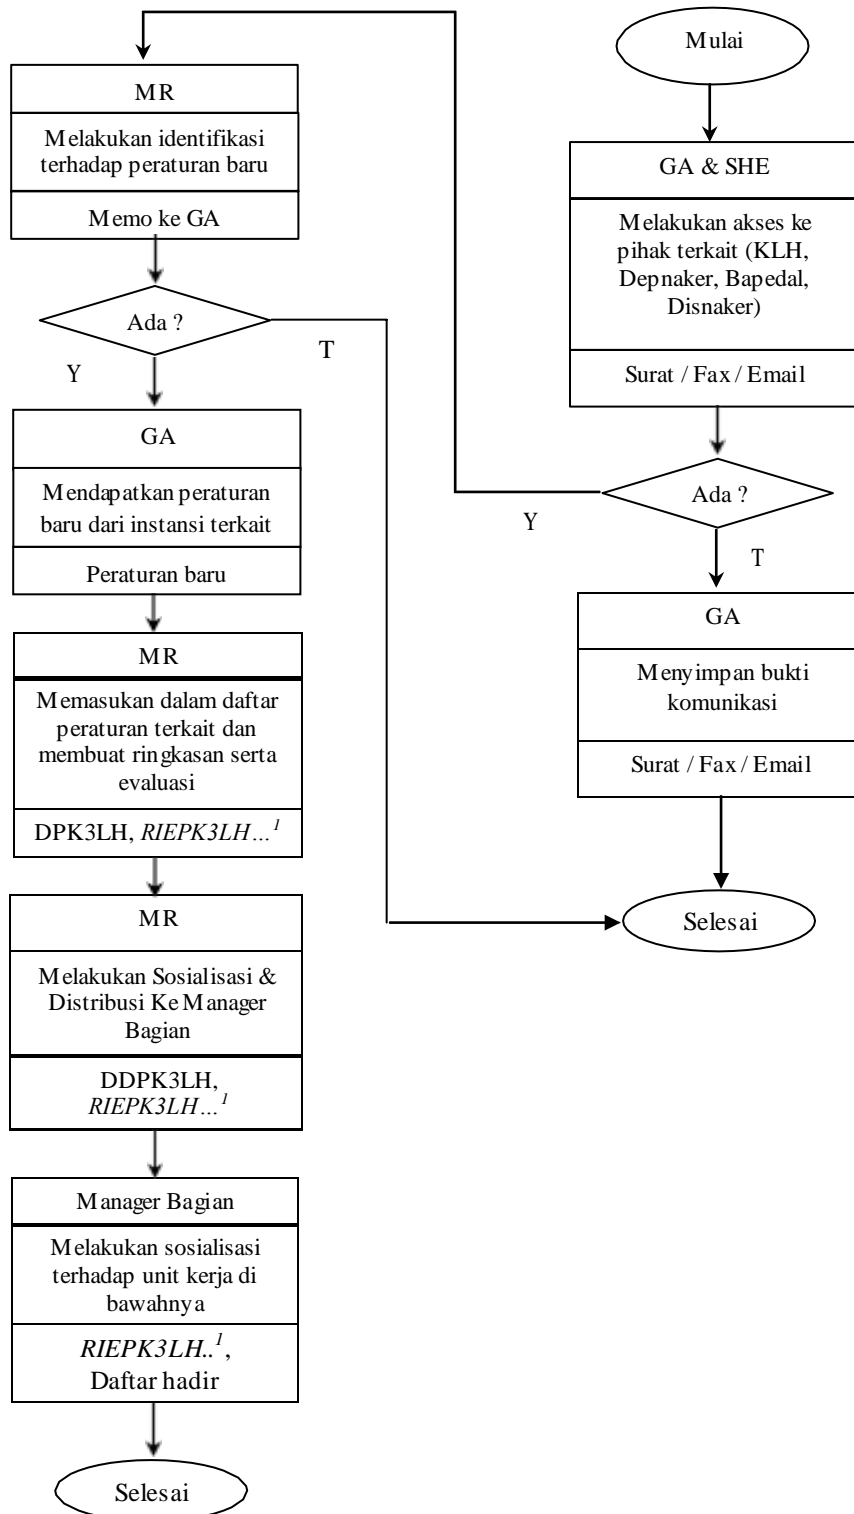 Mulai
GA & SHE
Melakukan akses ke
pihak terkait (KLH,
Depnaker, Bapedal,
Disnaker)
Surat / Fax / Email
Ada ?
Y
T
GA
Menyimpan bukti
komunikasi
Surat / Fax / Email
Selesai
MR
Melakukan identifikasi
terhadap peraturan baru
Memo ke GA
Ada ?
T
Y
GA
Mendapatkan peraturan
baru dari instansi terkait
Peraturan baru
MR
Memasukan dalam daftar
peraturan terkait dan
membuat ringkasan serta
evaluasi
DPK3LH, RIEPK3LH…1
MR
Melakukan Sosialisasi &
Distribusi Ke Manager
Bagian
DDPK3LH,
RIEPK3LH…1
Manager Bagian
Melakukan sosialisasi
terhadap unit kerja di
bawahnya
RIEPK3LH..1,
Daftar hadir
Selesai